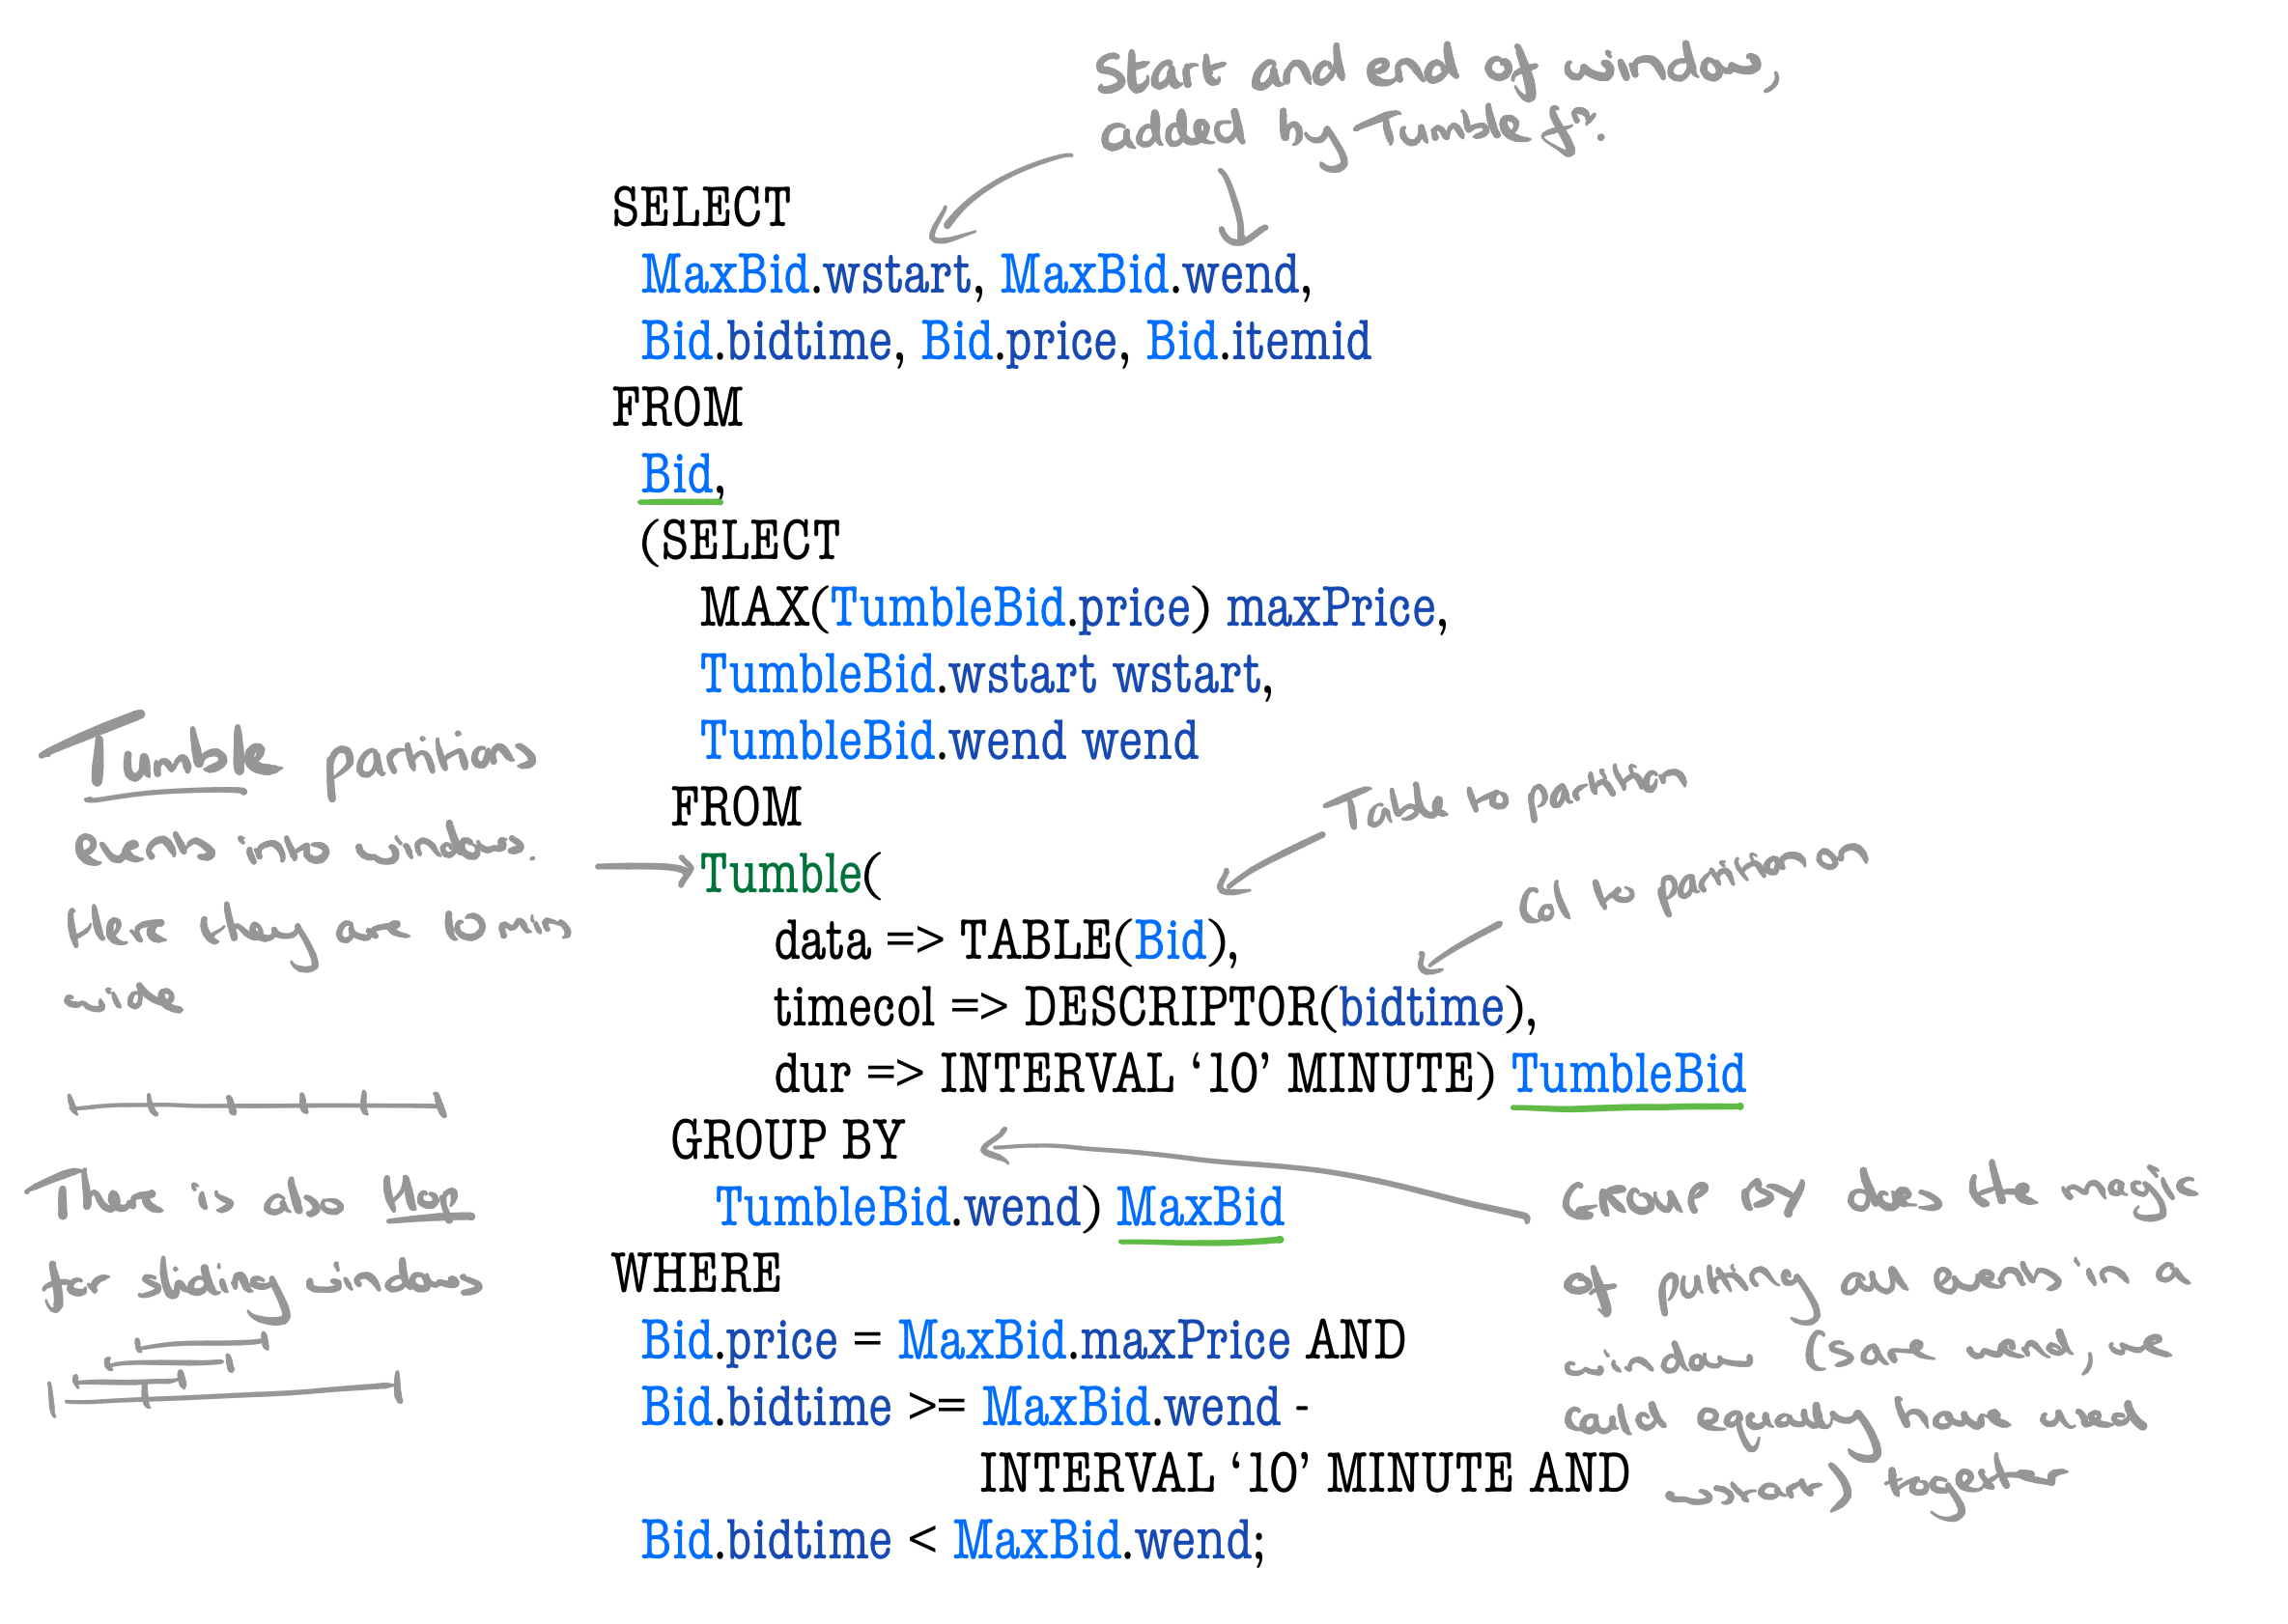 Start and end of window,
added by Tumble fⁿ.
SELECT
MaxBid.wstart, MaxBid.wend,
Bid.bidtime, Bid.price, Bid.itemid
FROM
Bid,
(SELECT
MAX(TumbleBid.price) maxPrice,
TumbleBid.wstart wstart,
TumbleBid.wend wend
FROM
Tumble(
data => TABLE(Bid),
timecol => DESCRIPTOR(bidtime),
dur => INTERVAL ‘10’ MINUTE) TumbleBid
GROUP BY
TumbleBid.wend) MaxBid
WHERE
Bid.price = MaxBid.maxPrice AND
Bid.bidtime >= MaxBid.wend -
INTERVAL ‘10’ MINUTE AND
Bid.bidtime < MaxBid.wend;
Tumble partitions
events into windows.
Here they are 10 min
wide
There is also Hop
for sliding windows
Table to partition
Col to partition on
GROUP BY does the magic
of putting all events in a
window (same wend, we
could equally have used
wstart) together